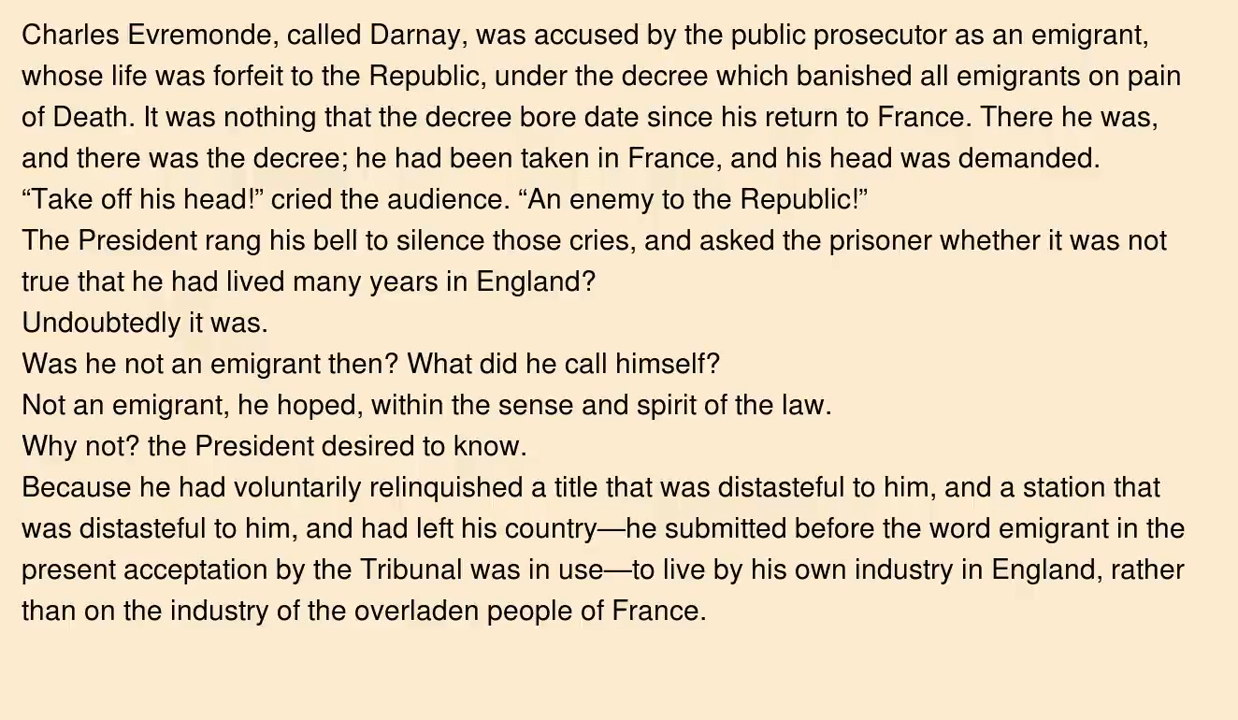 Charles Evremonde, called Darnay, was accused by the public prosecutor as an emigrant,
whose life was forfeit to the Republic, under the decree which banished all emigrants on pain
of Death. It was nothing that the decree bore date since his return to France. There he was,
and there was the decree; he had been taken in France, and his head was demanded.
“Take off his head!” cried the audience. “An enemy to the Republic!”
The President rang his bell to silence those cries, and asked the prisoner whether it was not
true that he had lived many years in England?
Undoubtedly it was.
Was he not an emigrant then? What did he call himself?
Not an emigrant, he hoped, within the sense and spirit of the law.
Why not? the President desired to know.
Because he had voluntarily relinquished a title that was distasteful to him, and a station that
was distasteful to him, and had left his country—he submitted before the word emigrant in the
present acceptation by the Tribunal was in use—to live by his own industry in England, rather
than on the industry of the overladen people of France.